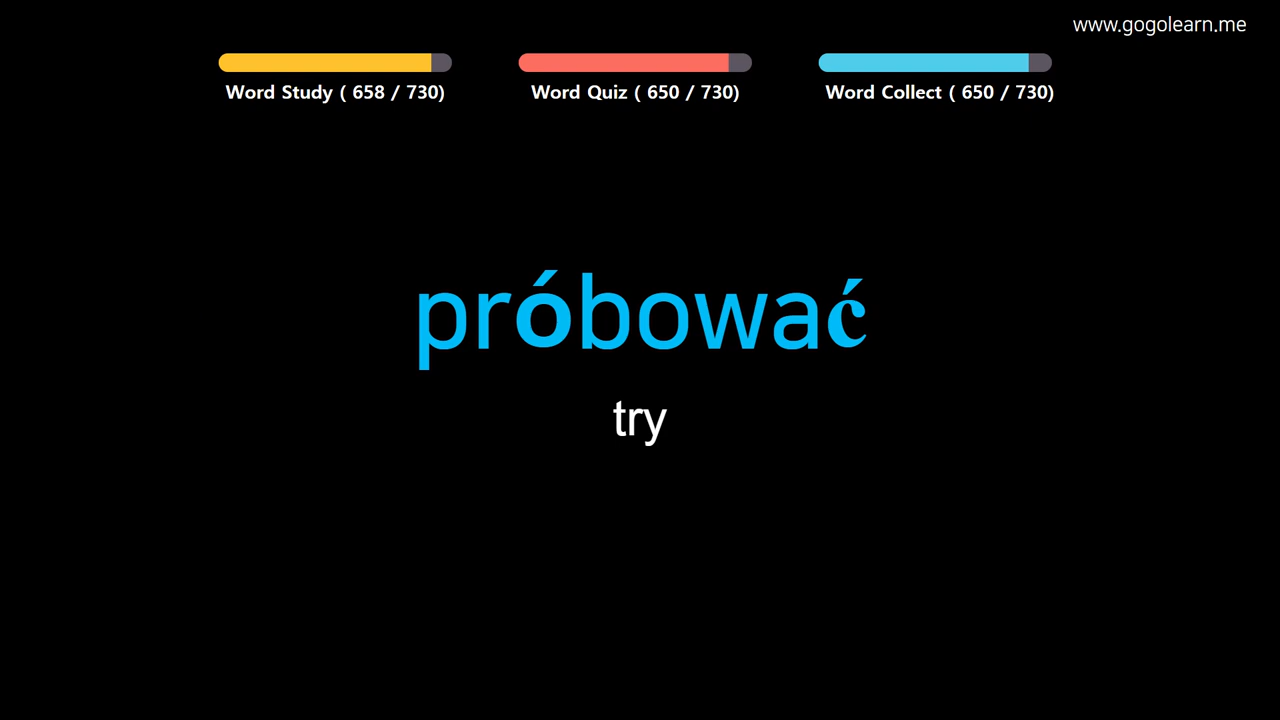 www.gogolearn.me
Word Study ( 658 / 730)
Word Quiz ( 650 / 730)
Word Collect ( 650 / 730)
próbować
try